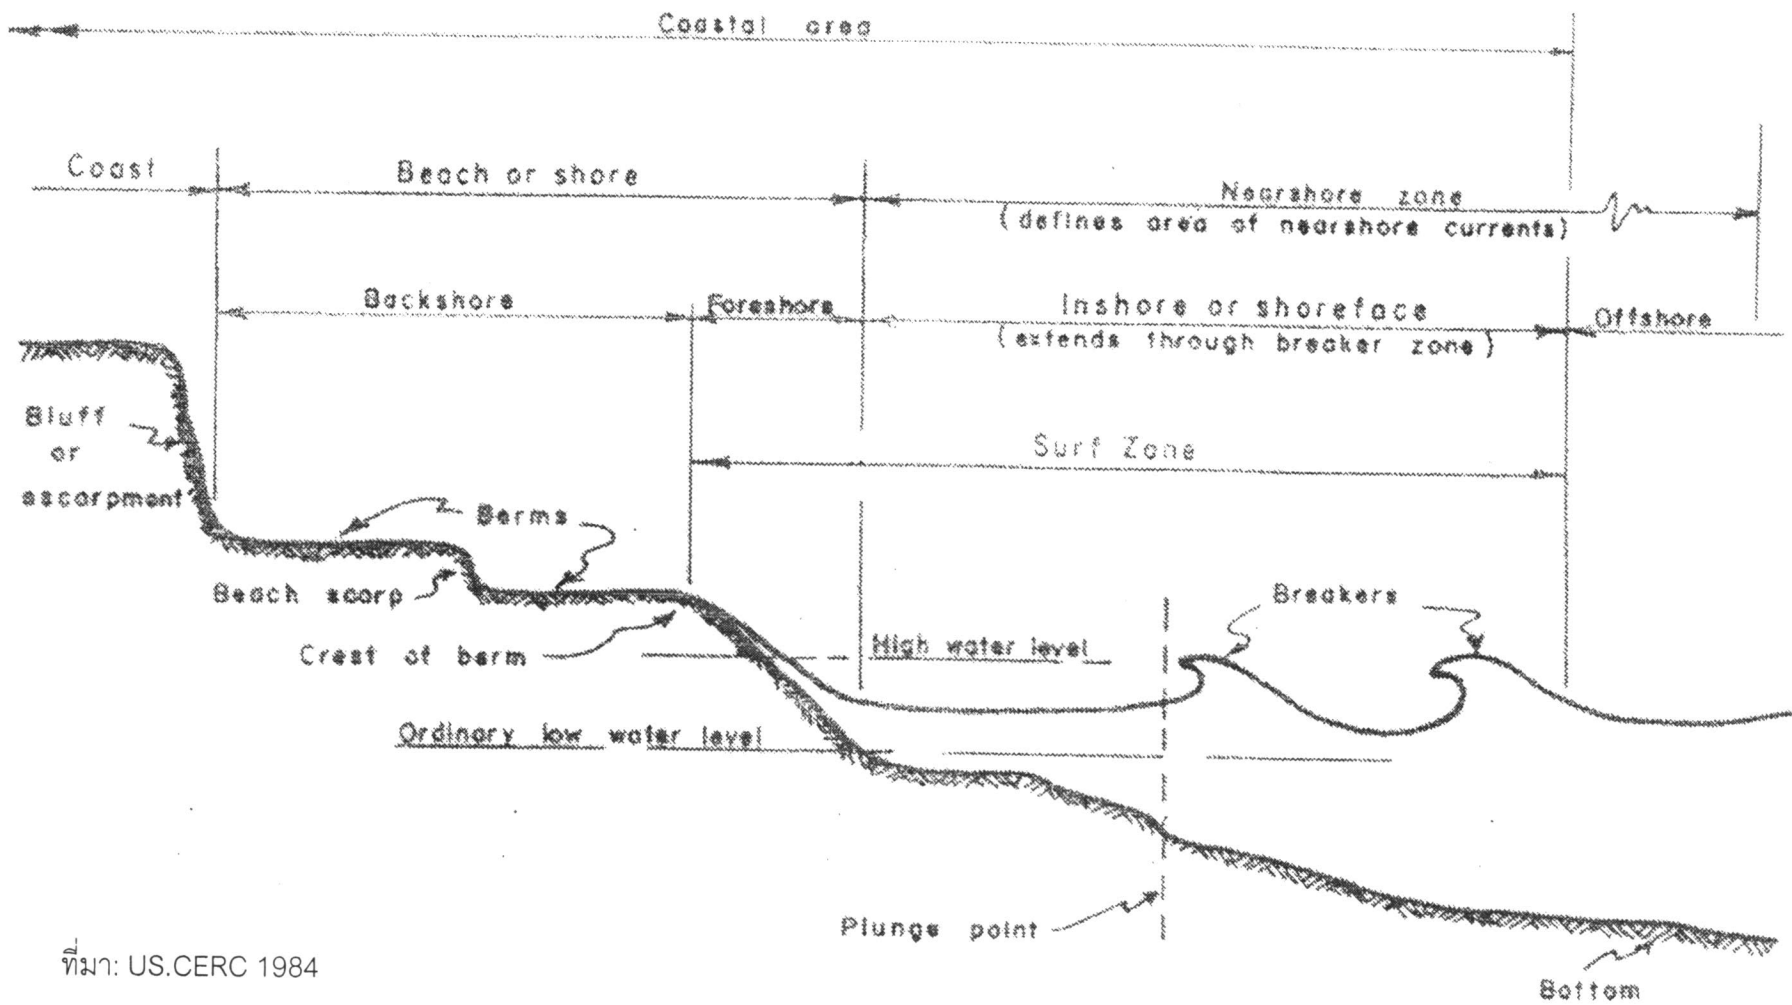 Coastal area
Coast
Beach or shore
Nearshore zone
(defines area of nearshore currents)
Backshore
Foreshore
Inshore or shoreface
(extends through breaker zone)
Offshore
Bluff
or
escarpment
Surf Zone
Berms
Beach scarp
Breakers
Crest of berm
High water level
Ordinary low water level
Plunge point
ที่มา: US.CERC 1984
Bottom